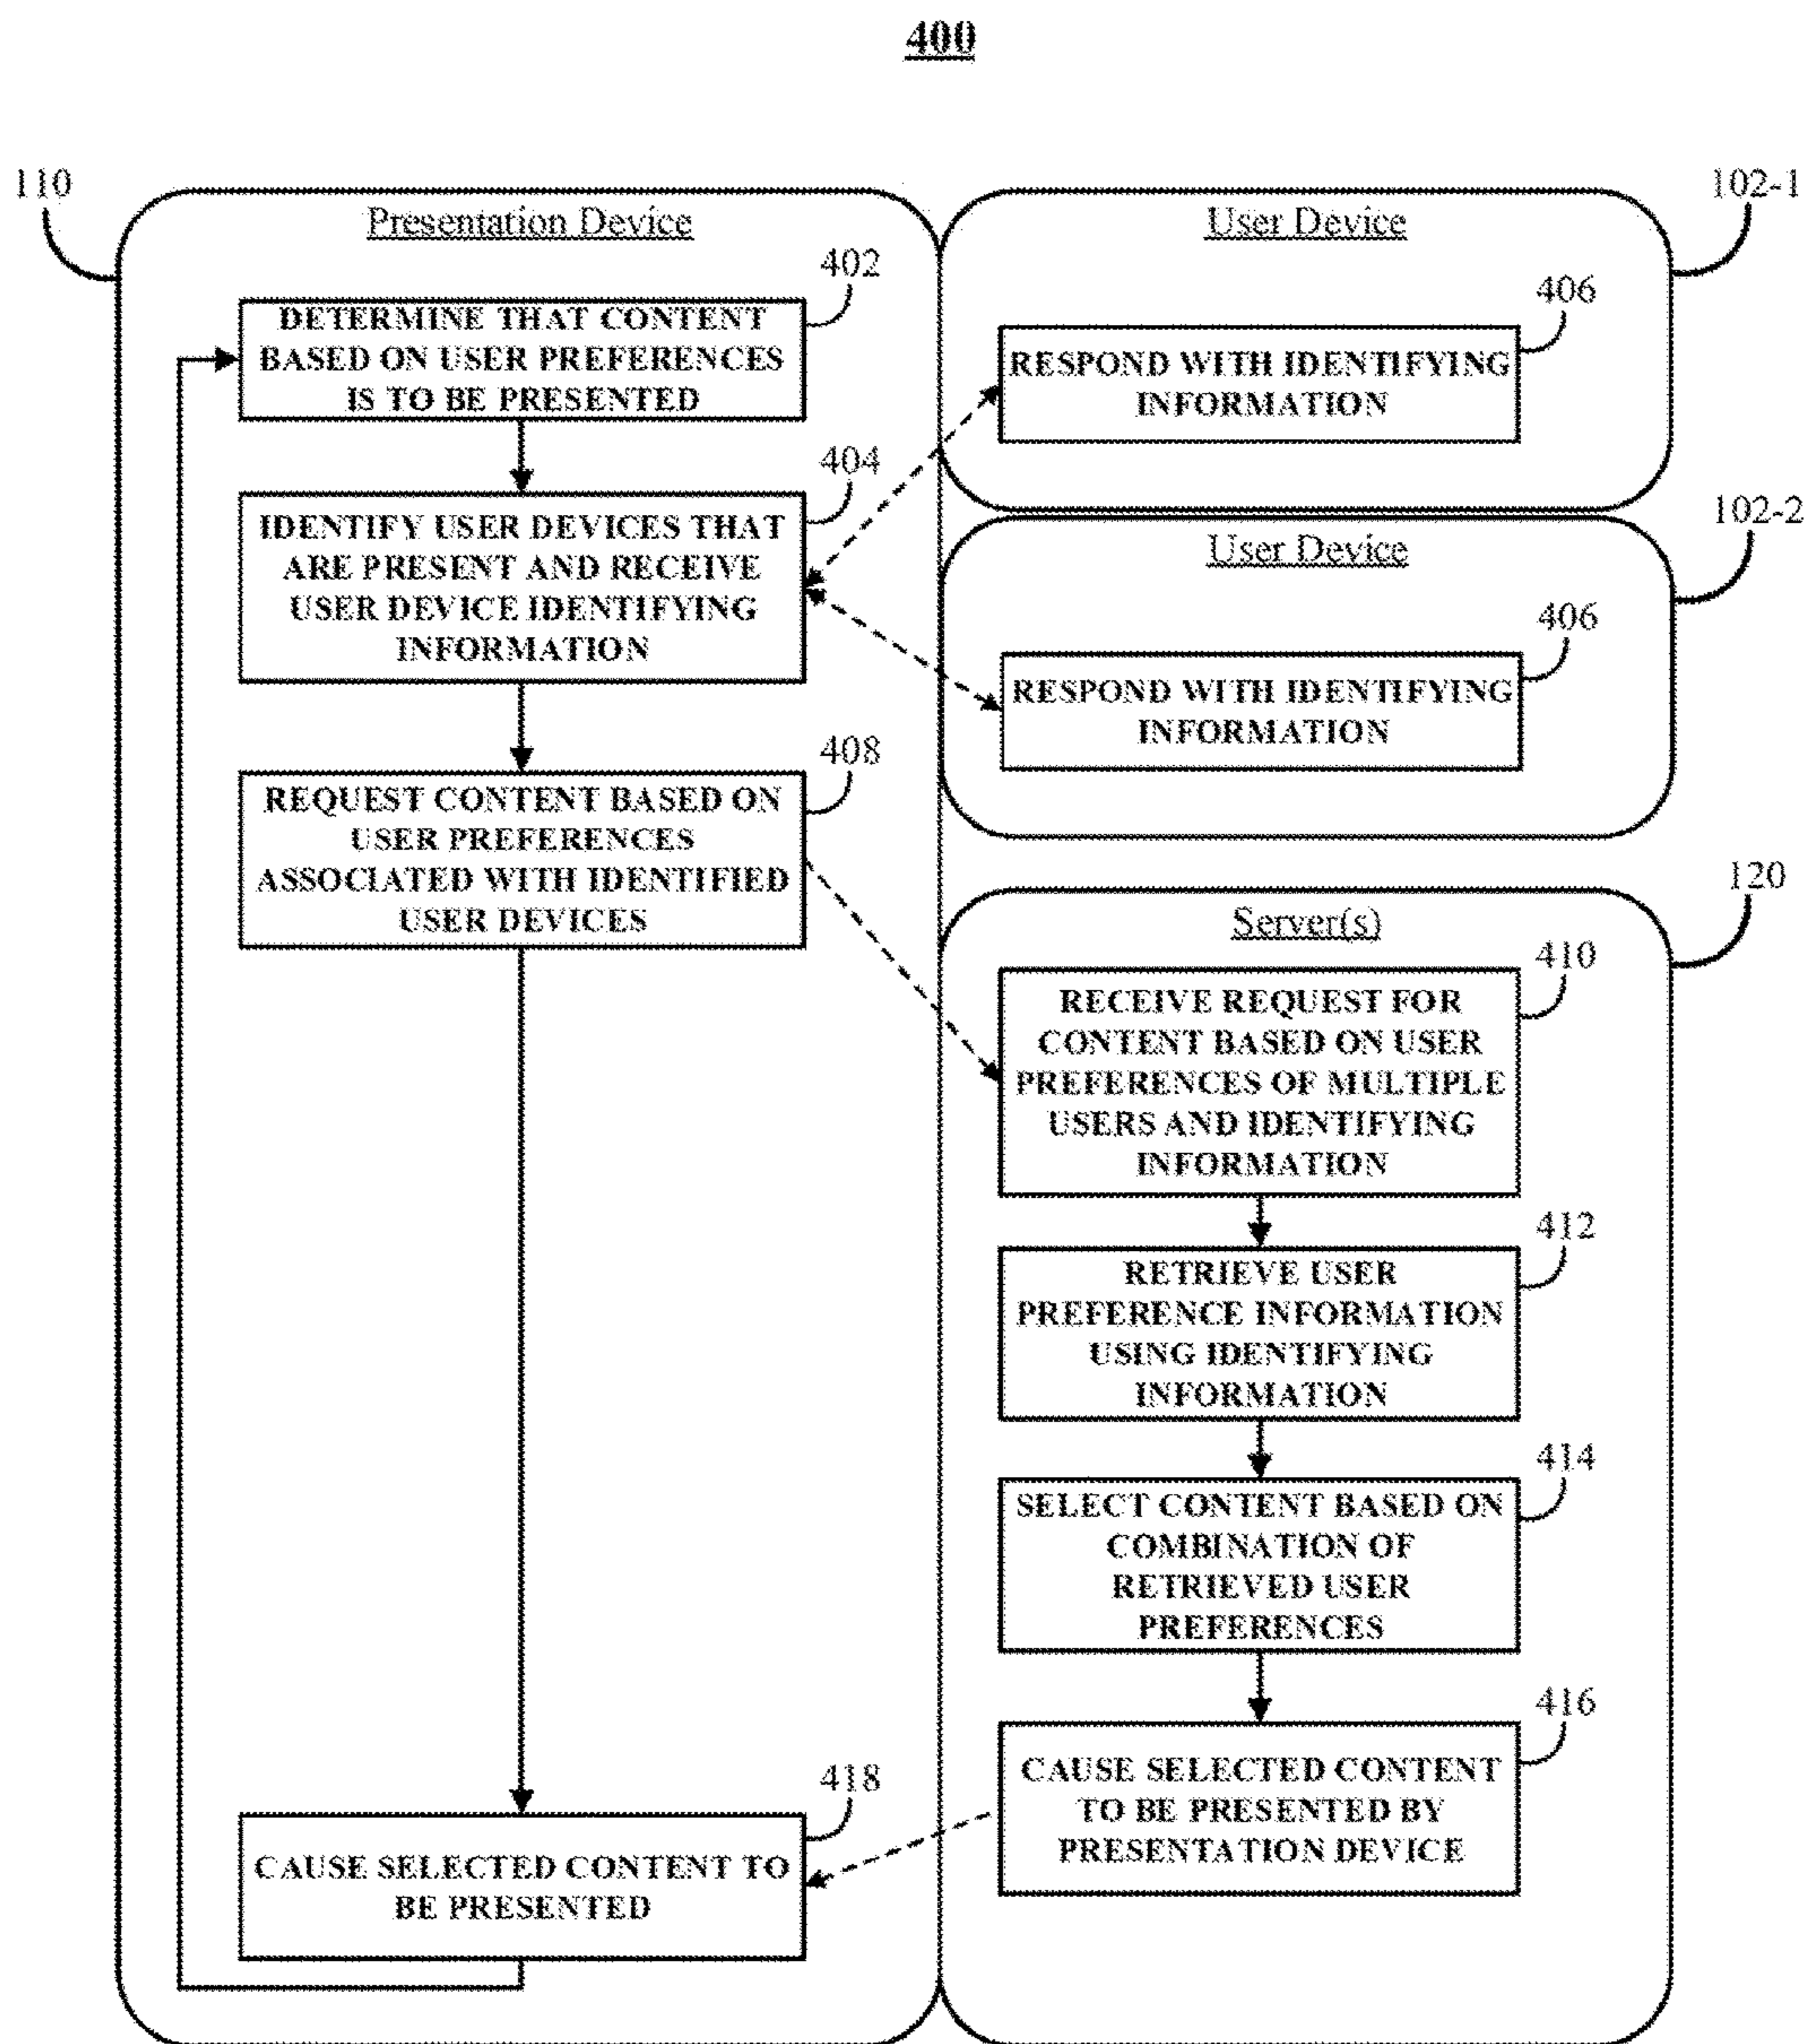 400
110
Presentation Device
402
DETERMINE THAT CONTENT
BASED ON USER PREFERENCES
IS TO BE PRESENTED
404
IDENTIFY USER DEVICES THAT
ARE PRESENT AND RECEIVE
USER DEVICE IDENTIFYING
INFORMATION
408
REQUEST CONTENT BASED ON
USER PREFERENCES
ASSOCIATED WITH IDENTIFIED
USER DEVICES
418
CAUSE SELECTED CONTENT TO
BE PRESENTED
102-1
User Device
406
RESPOND WITH IDENTIFYING
INFORMATION
102-2
User Device
406
RESPOND WITH IDENTIFYING
INFORMATION
120
Server(s)
410
RECEIVE REQUEST FOR
CONTENT BASED ON USER
PREFERENCES OF MULTIPLE
USERS AND IDENTIFYING
INFORMATION
412
RETRIEVE USER
PREFERENCE INFORMATION
USING IDENTIFYING
INFORMATION
414
SELECT CONTENT BASED ON
COMBINATION OF
RETRIEVED USER
PREFERENCES
416
CAUSE SELECTED CONTENT
TO BE PRESENTED BY
PRESENTATION DEVICE